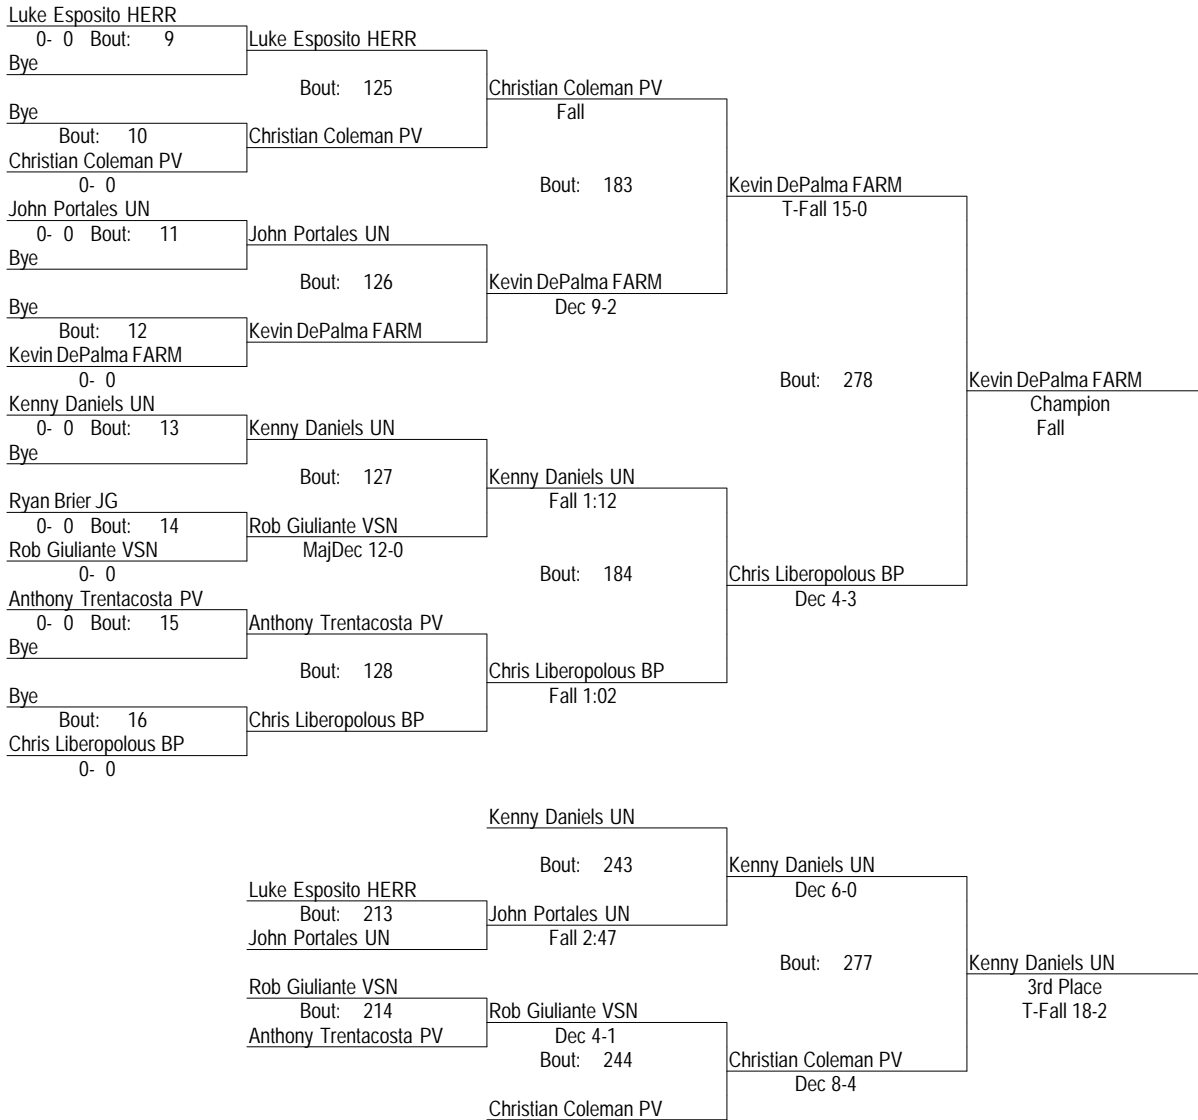 Luke Esposito HERR
0- 0 Bout: 9
Luke Esposito HERR
Bye
Bout: 125
Christian Coleman PV
Fall
Bye
Bout: 10
Christian Coleman PV
Christian Coleman PV
0- 0
Bout: 183
Kevin DePalma FARM
T-Fall 15-0
John Portales UN
0- 0 Bout: 11
John Portales UN
Bye
Bout: 126
Kevin DePalma FARM
Dec 9-2
Bye
Bout: 12
Kevin DePalma FARM
Kevin DePalma FARM
0- 0
Bout: 278
Kevin DePalma FARM
Champion
Fall
Kenny Daniels UN
0- 0 Bout: 13
Kenny Daniels UN
Bye
Bout: 127
Kenny Daniels UN
Fall 1:12
Ryan Brier JG
0- 0 Bout: 14
Rob Giuliante VSN
Rob Giuliante VSN
MajDec 12-0
0- 0
Bout: 184
Chris Liberopolous BP
Dec 4-3
Anthony Trentacosta PV
0- 0 Bout: 15
Anthony Trentacosta PV
Bye
Bout: 128
Chris Liberopolous BP
Fall 1:02
Bye
Bout: 16
Chris Liberopolous BP
Chris Liberopolous BP
0- 0
Kenny Daniels UN
Bout: 243
Kenny Daniels UN
Dec 6-0
Luke Esposito HERR
Bout: 213
John Portales UN
John Portales UN
Fall 2:47
Bout: 277
Kenny Daniels UN
3rd Place
T-Fall 18-2
Rob Giuliante VSN
Bout: 214
Rob Giuliante VSN
Anthony Trentacosta PV
Dec 4-1
Bout: 244
Christian Coleman PV
Dec 8-4
Christian Coleman PV